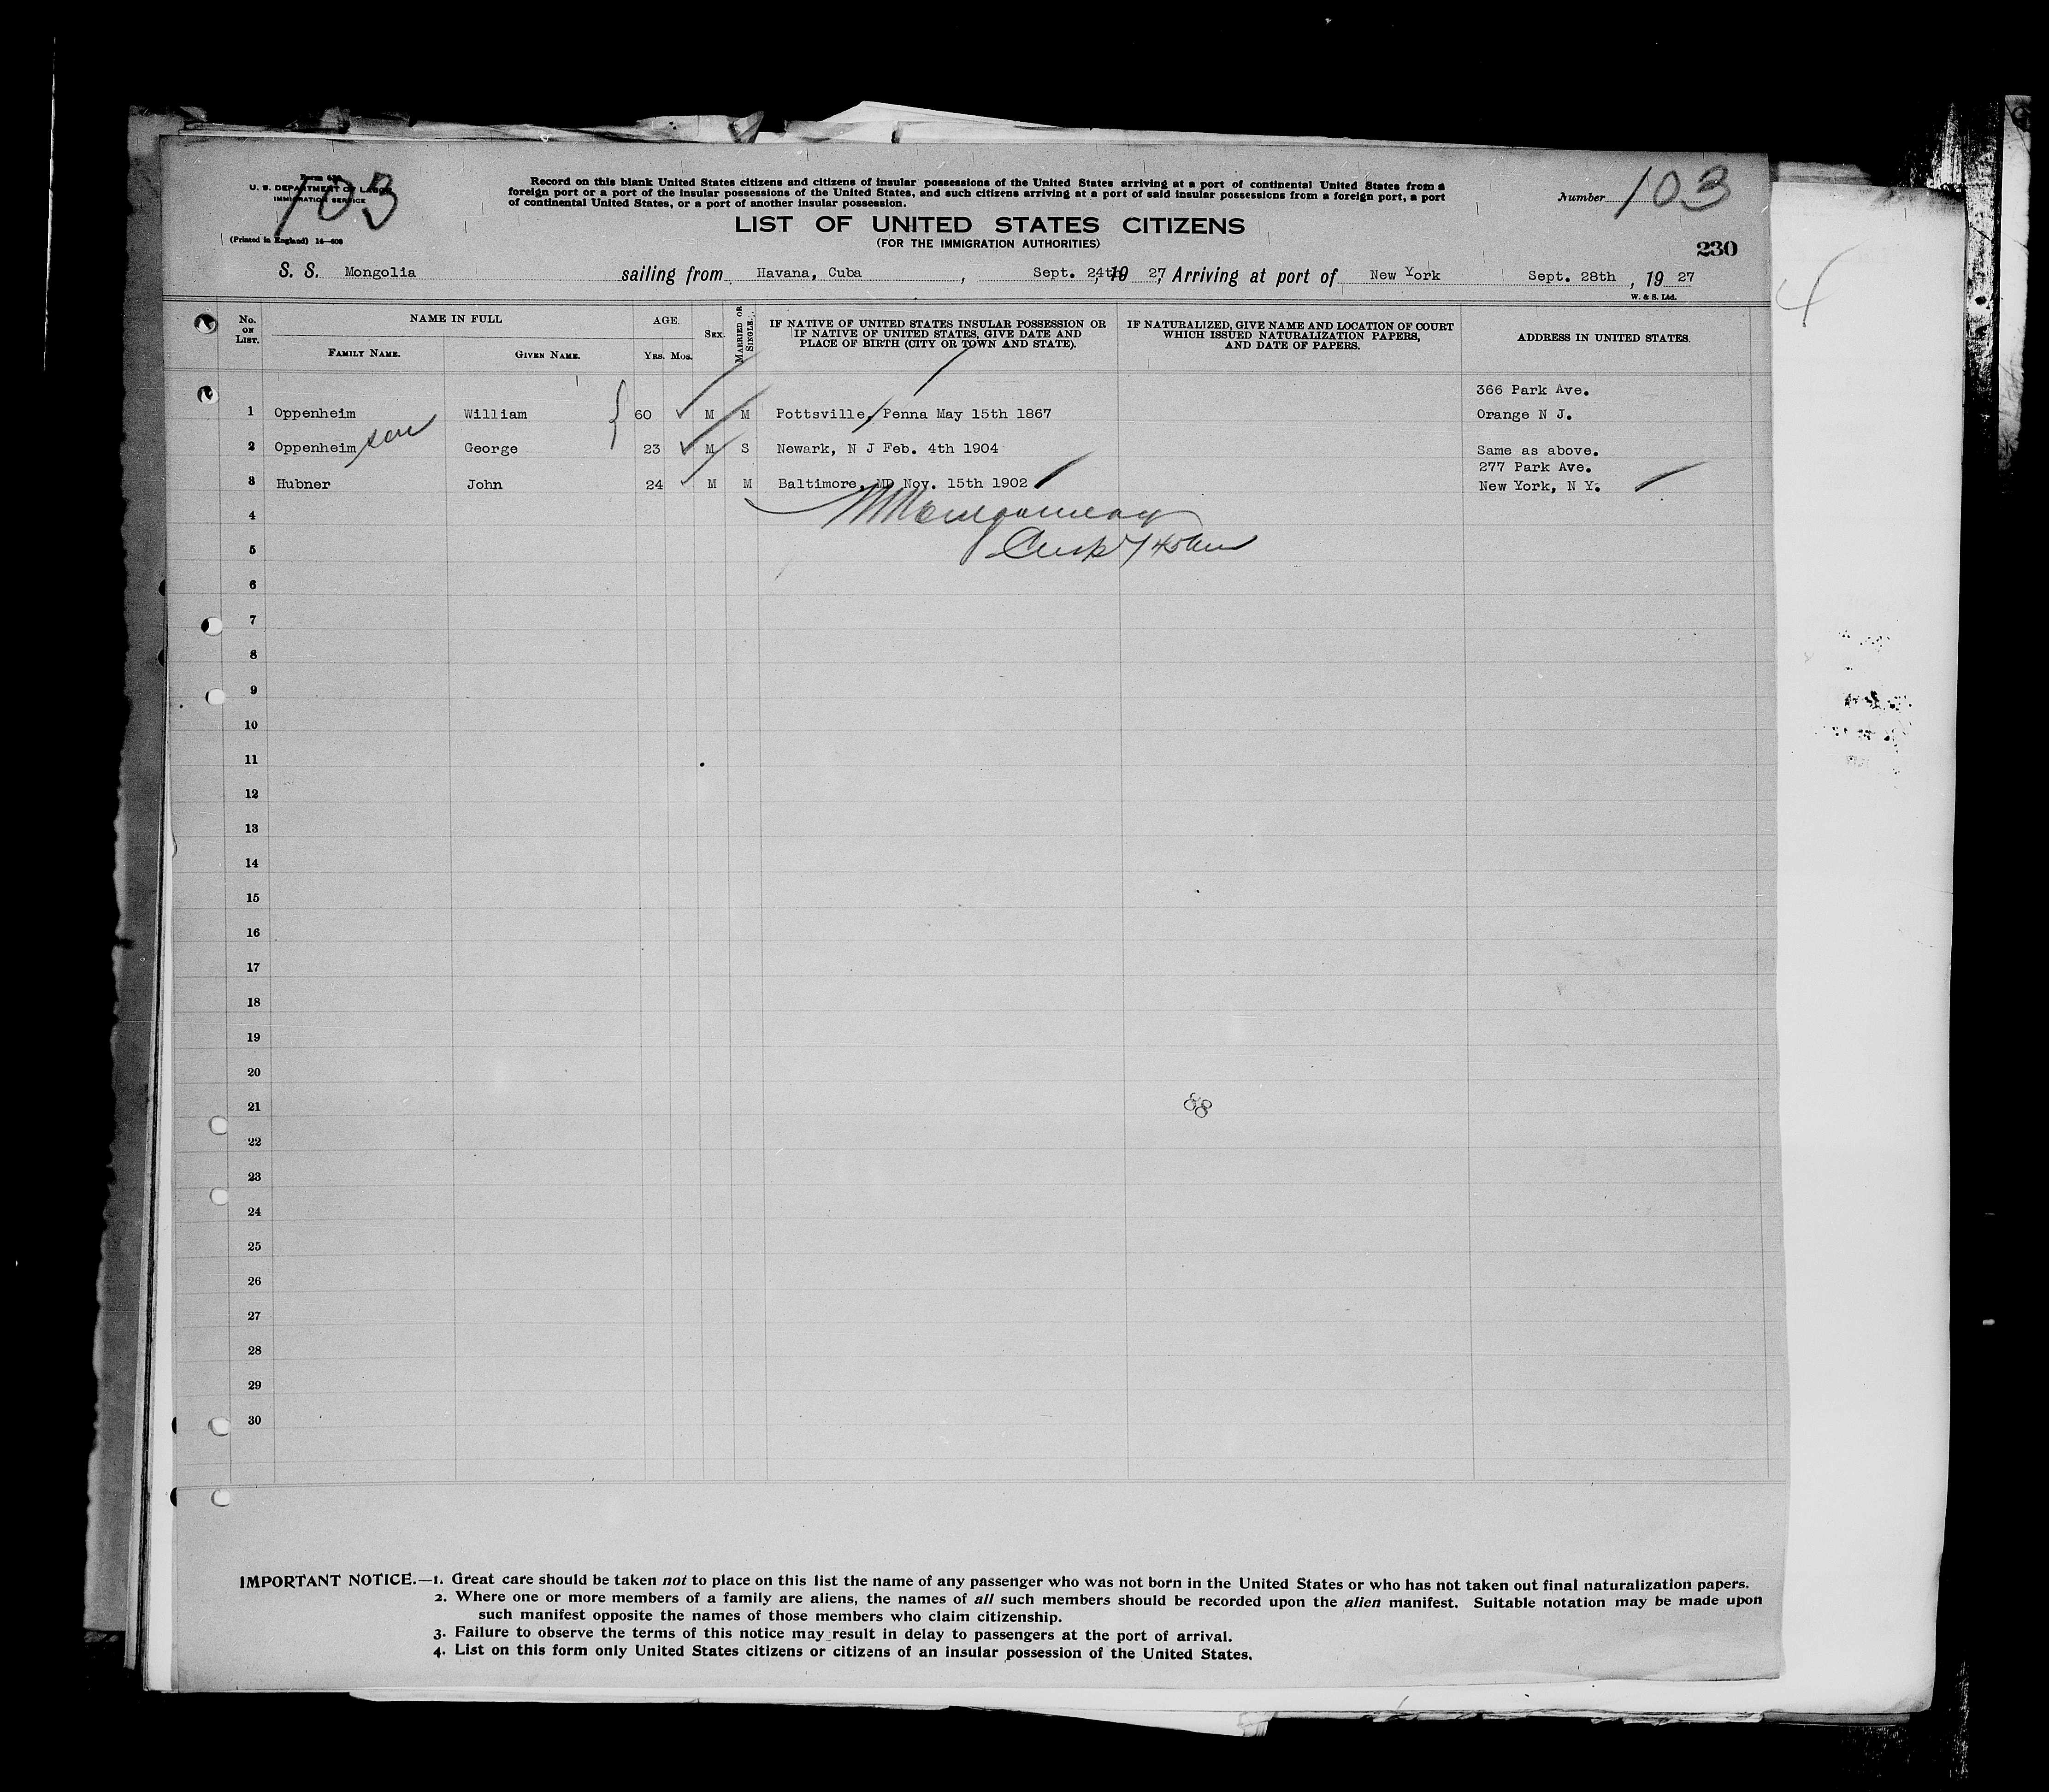 Form 630
U. S. DEPARTMENT OF LABOR
IMMIGRATION SERVICE
103
(Printed in England) 14—608
Record on this blank United States citizens and citizens of insular possessions of the United States arriving at a port of continental United States from a
foreign port or a port of the insular possessions of the United States, and such citizens arriving at a port of said insular possessions from a foreign port, a port
of continental United States, or a port of another insular possession.
Number 103
LIST OF UNITED STATES CITIZENS
(FOR THE IMMIGRATION AUTHORITIES)
230
S. S. Mongolia sailing from Havana, Cuba, Sept. 24th, 19 27, Arriving at port of New York Sept. 28th, 19 27
W. & S. Ltd.
No. ON LIST. NAME IN FULL AGE. SEX. MARRIED OR SINGLE. IF NATIVE OF UNITED STATES INSULAR POSSESSION OR IF NATIVE OF UNITED STATES, GIVE DATE AND PLACE OF BIRTH (CITY OR TOWN AND STATE). IF NATURALIZED, GIVE NAME AND LOCATION OF COURT WHICH ISSUED NATURALIZATION PAPERS, AND DATE OF PAPERS. ADDRESS IN UNITED STATES.
FAMILY NAME. GIVEN NAME. YRS. MOS.
366 Park Ave.
1 Oppenheim William 60 M M Pottsville, Penna May 15th 1867 Orange N J.
2 Oppenheim son George 23 M S Newark, N J Feb. 4th 1904 Same as above.
277 Park Ave.
3 Hubner John 24 M M Baltimore, MD Nov. 15th 1902 New York, N Y.
4 Montgomery
5
6
7
8
9
10
11
12
13
14
15
16
17
18
19
20
21
22
23
24
25
26
27
28
29
30
4
IMPORTANT NOTICE.—1. Great care should be taken not to place on this list the name of any passenger who was not born in the United States or who has not taken out final naturalization papers.
2. Where one or more members of a family are aliens, the names of all such members should be recorded upon the alien manifest. Suitable notation may be made upon
such manifest opposite the names of those members who claim citizenship.
3. Failure to observe the terms of this notice may result in delay to passengers at the port of arrival.
4. List on this form only United States citizens or citizens of an insular possession of the United States.